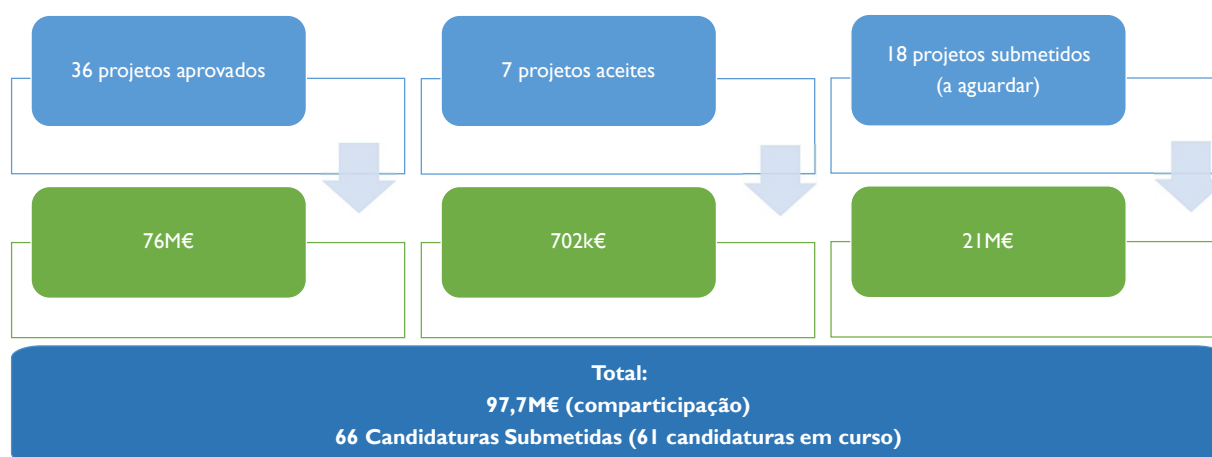 36 projetos aprovados
7 projetos aceites
18 projetos submetidos
(a aguardar)
76M€
702k€
21M€
Total:
97,7M€ (comparticipação)
66 Candidaturas Submetidas (61 candidaturas em curso)